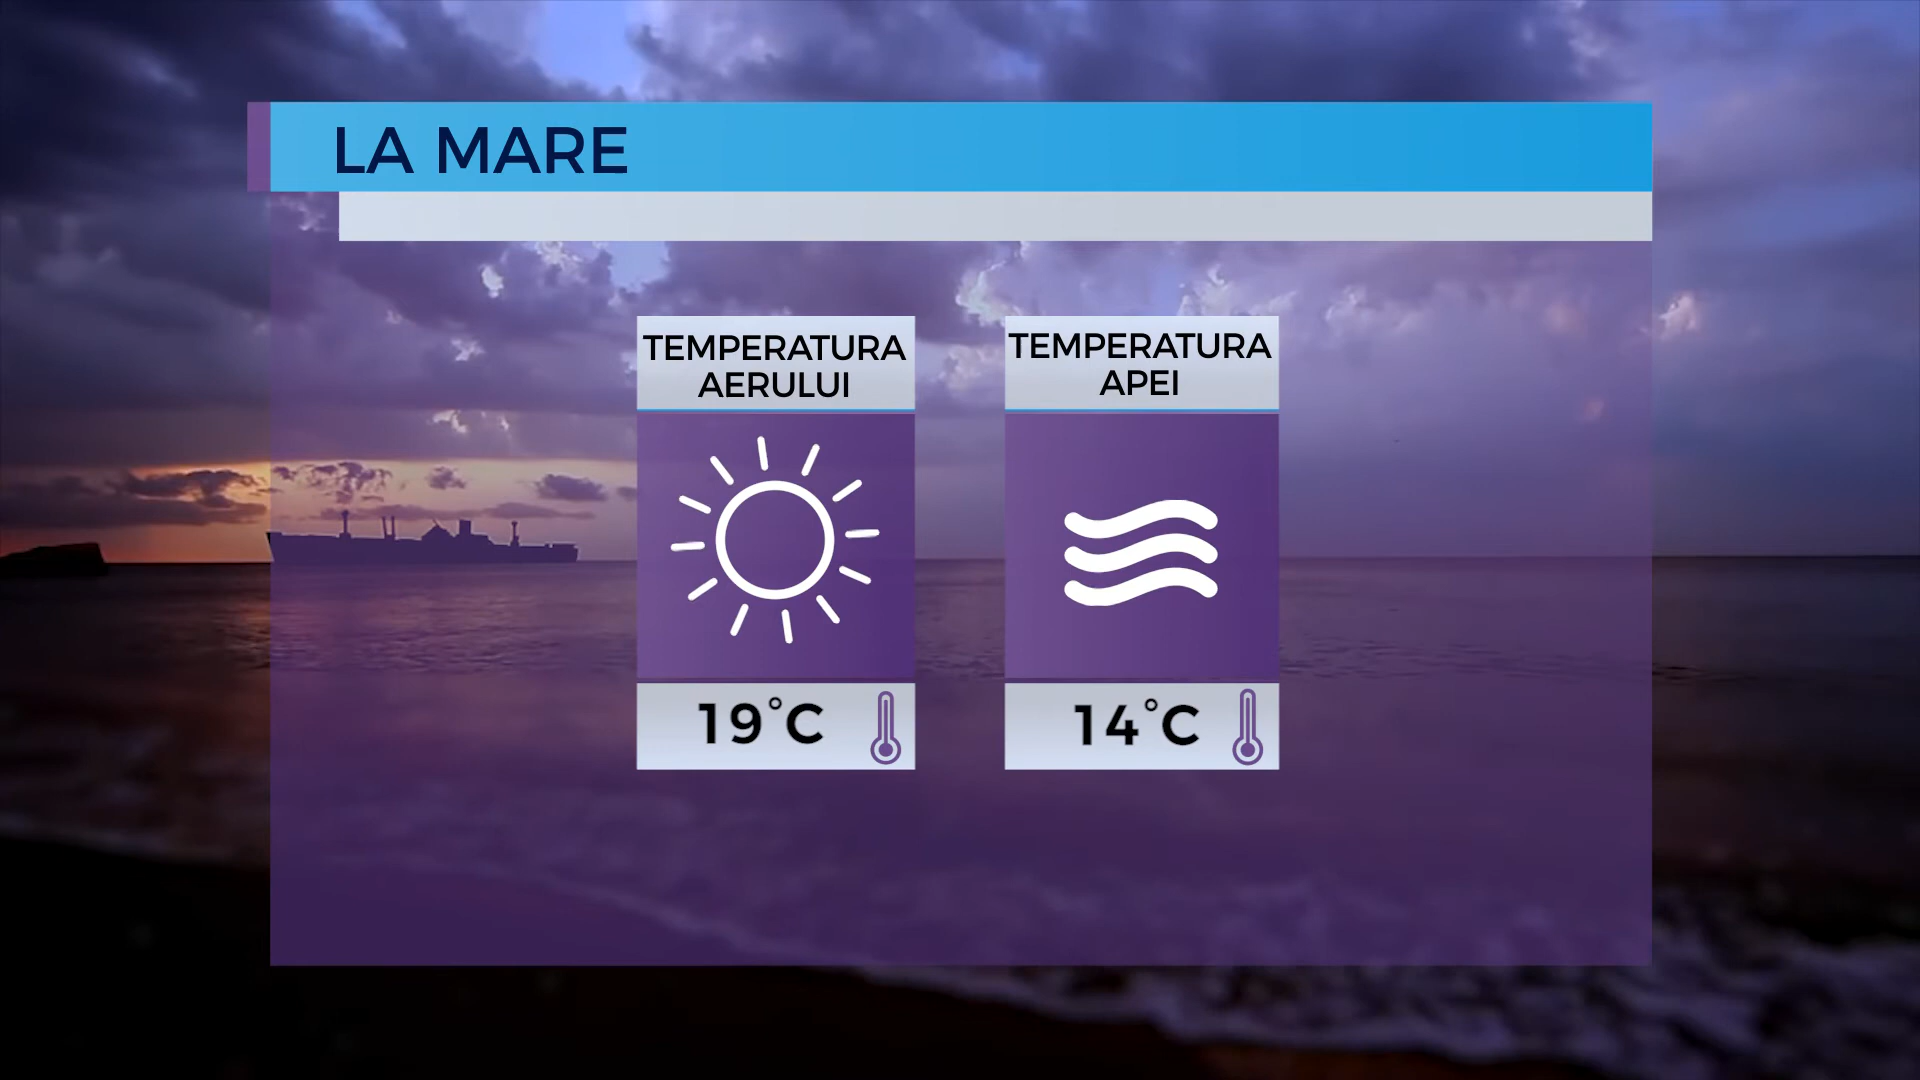 LA MARE
TEMPERATURA
AERULUI
TEMPERATURA
APEI
19°C
14°C